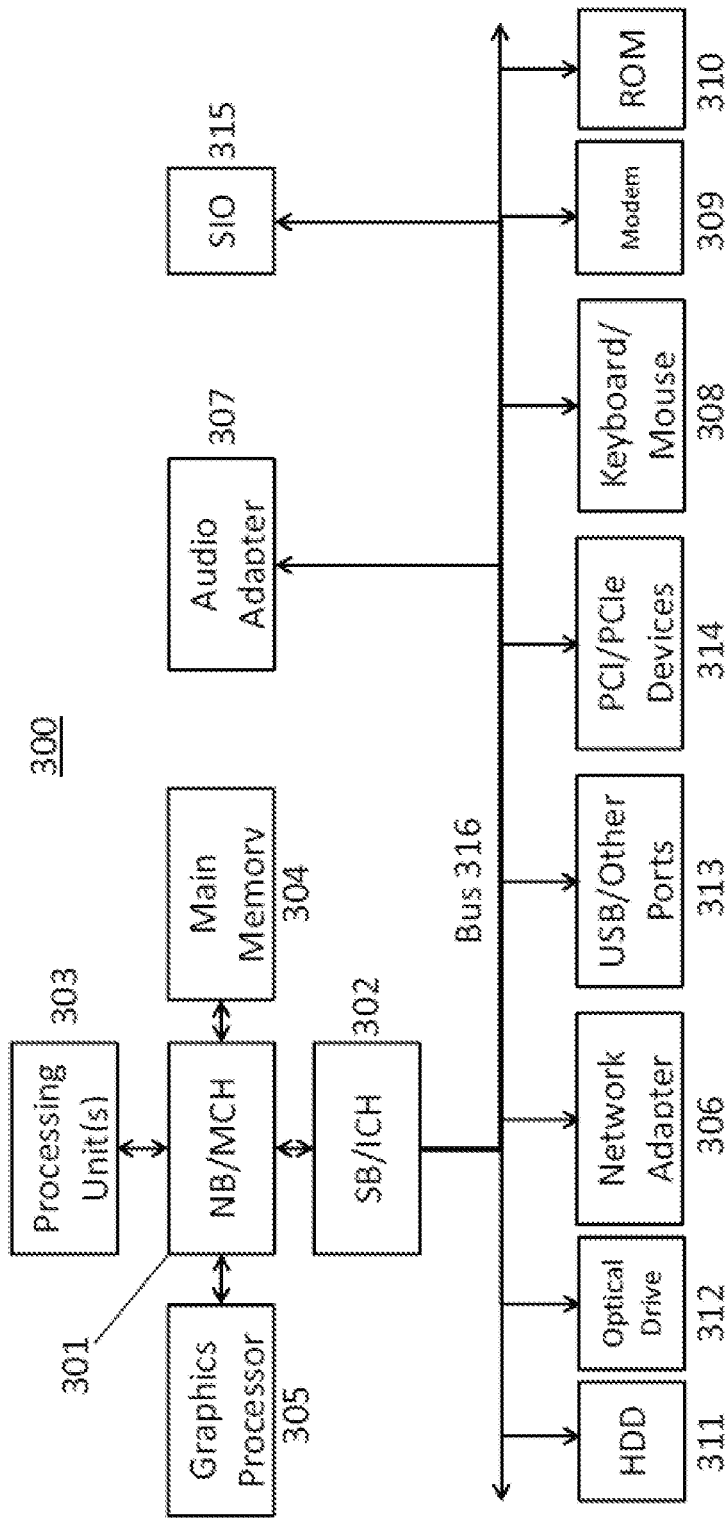 300
Processing
Unit(s)
303
301
Graphics
Processor
305
NB/MCH
Main
Memory
304
SB/ICH
302
Audio
Adapter
307
SIO
315
Bus 316
HDD
311
Optical
Drive
312
Network
Adapter
306
USB/Other
Ports
313
PCI/PCIe
Devices
314
Keyboard/
Mouse
308
Modem
309
ROM
310